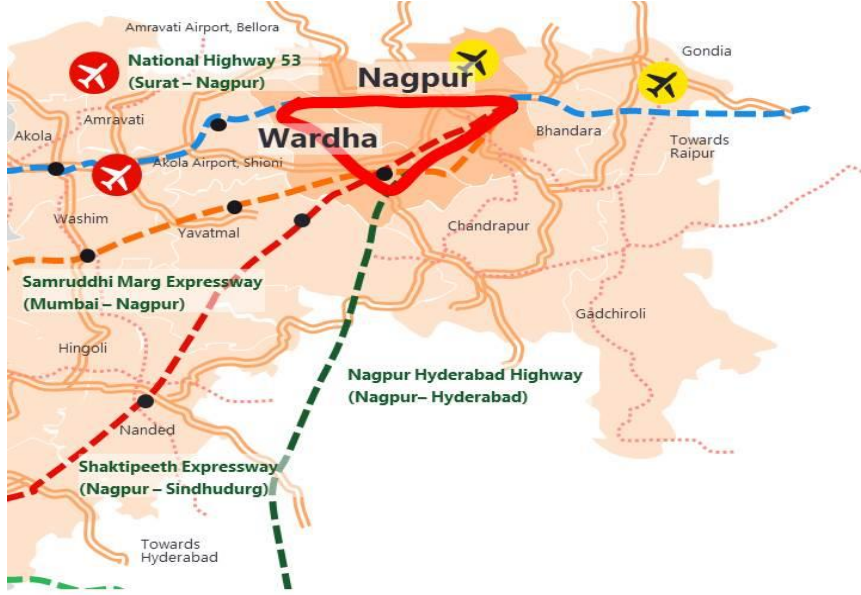 Amravati Airport, Bellora
National Highway 53
(Surat – Nagpur)
Gondia
Nagpur
Amravati
Akola
Wardha
Bhandara
Towards
Raipur
Akola Airport, Shioni
Washim
Yavatmal
Chandrapur
Samruddhi Marg Expressway
(Mumbai – Nagpur)
Gadchiroli
Hingoli
Nagpur Hyderabad Highway
(Nagpur– Hyderabad)
Nanded
Shaktipeeth Expressway
(Nagpur – Sindhudurg)
Towards
Hyderabad